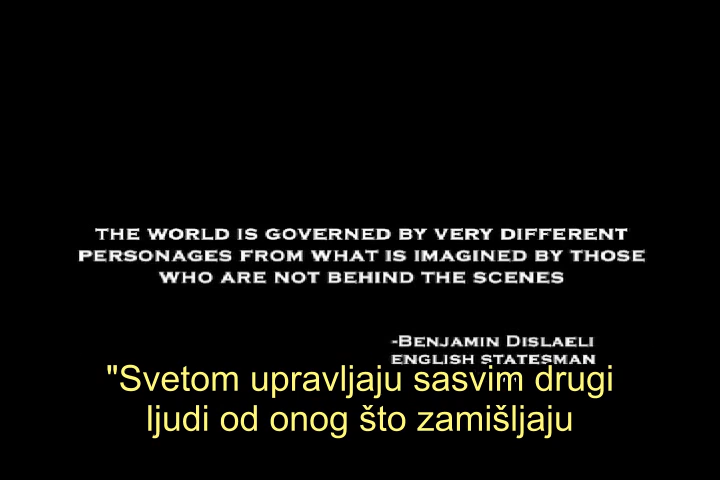 THE WORLD IS GOVERNED BY VERY DIFFERENT
PERSONAGES FROM WHAT IS IMAGINED BY THOSE
WHO ARE NOT BEHIND THE SCENES
-BENJAMIN DISLAELI
ENGLISH STATESMAN
"Svetom upravljaju sasvim drugi
ljudi od onog što zamišljaju